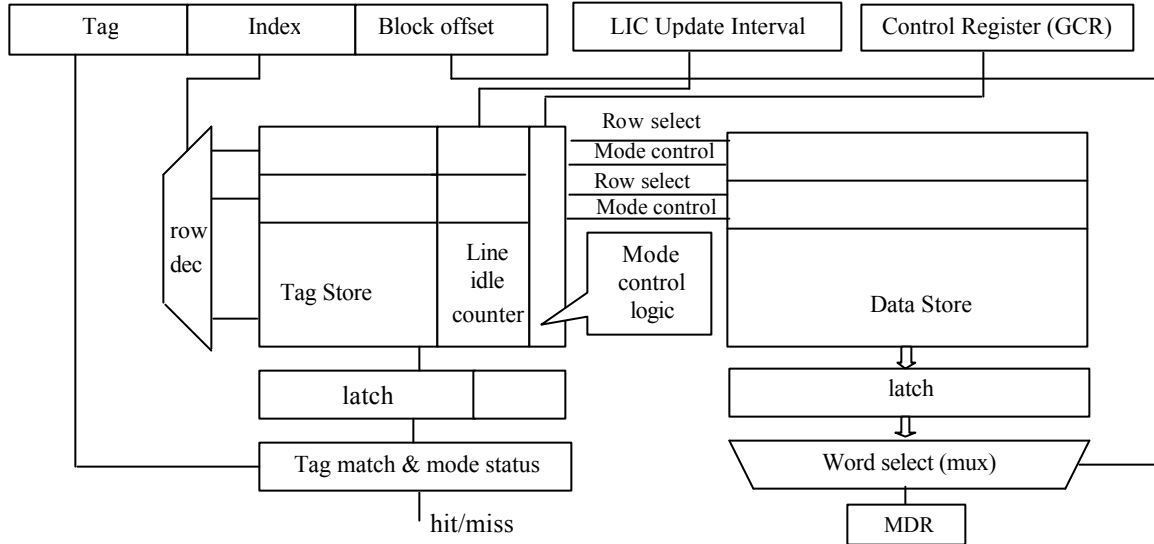 Tag
Index
Block offset
LIC Update Interval
Control Register (GCR)
Row select
Mode control
Row select
Mode control
row
dec
Tag Store
Line
idle
counter
Mode
control
logic
Data Store
latch
latch
Tag match & mode status
Word select (mux)
hit/miss
MDR